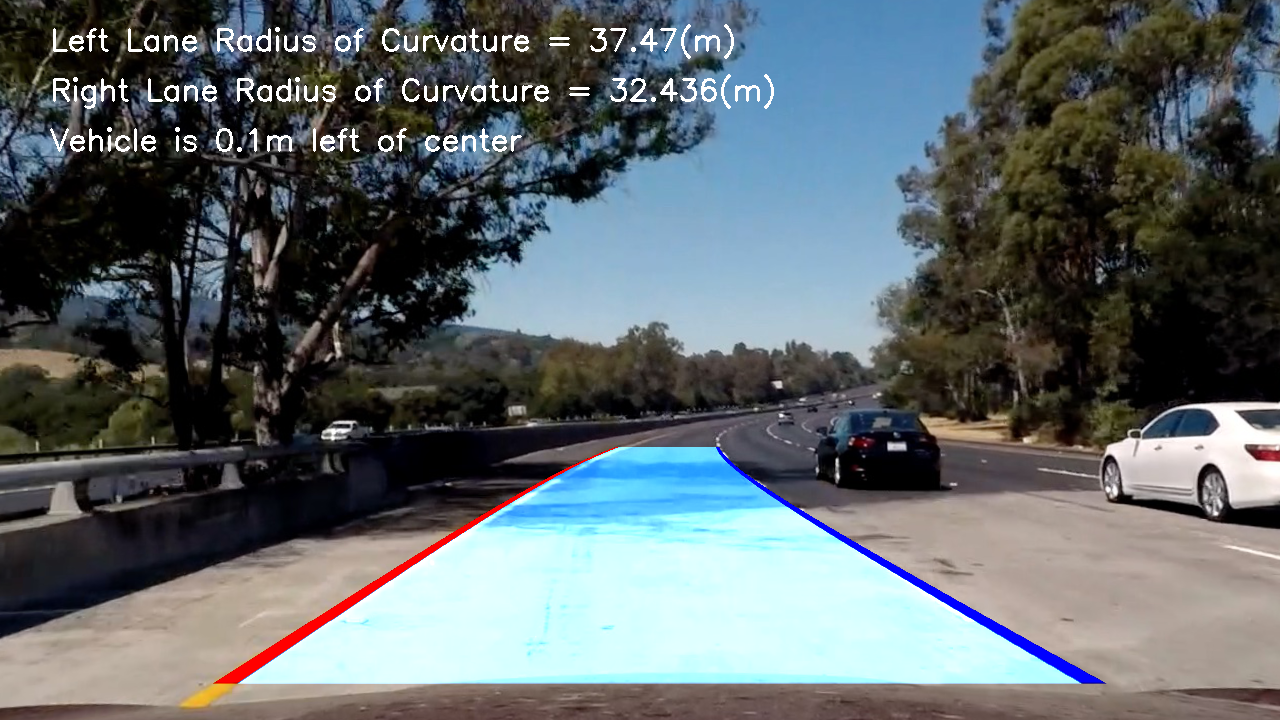 Left Lane Radius of Curvature = 37.47(m)
Right Lane Radius of Curvature = 32.436(m)
Vehicle is 0.1m left of center